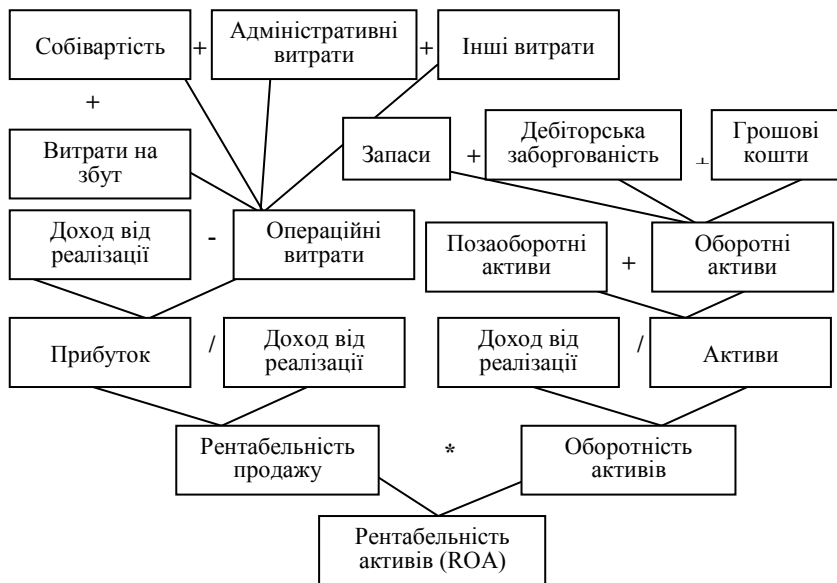 Собівартість
+
Адміністративні
витрати
+
Інші витрати
+
Витрати на
збут
Запаси
+
Дебіторська
заборгованість
+
Грошові
кошти
Доход від
реалізації
-
Операційні
витрати
Позаоборотні
активи
+
Оборотні
активи
Прибуток
/
Доход від
реалізації
Доход від
реалізації
/
Активи
Рентабельність
продажу
*
Оборотність
активів
Рентабельність
активів (ROA)